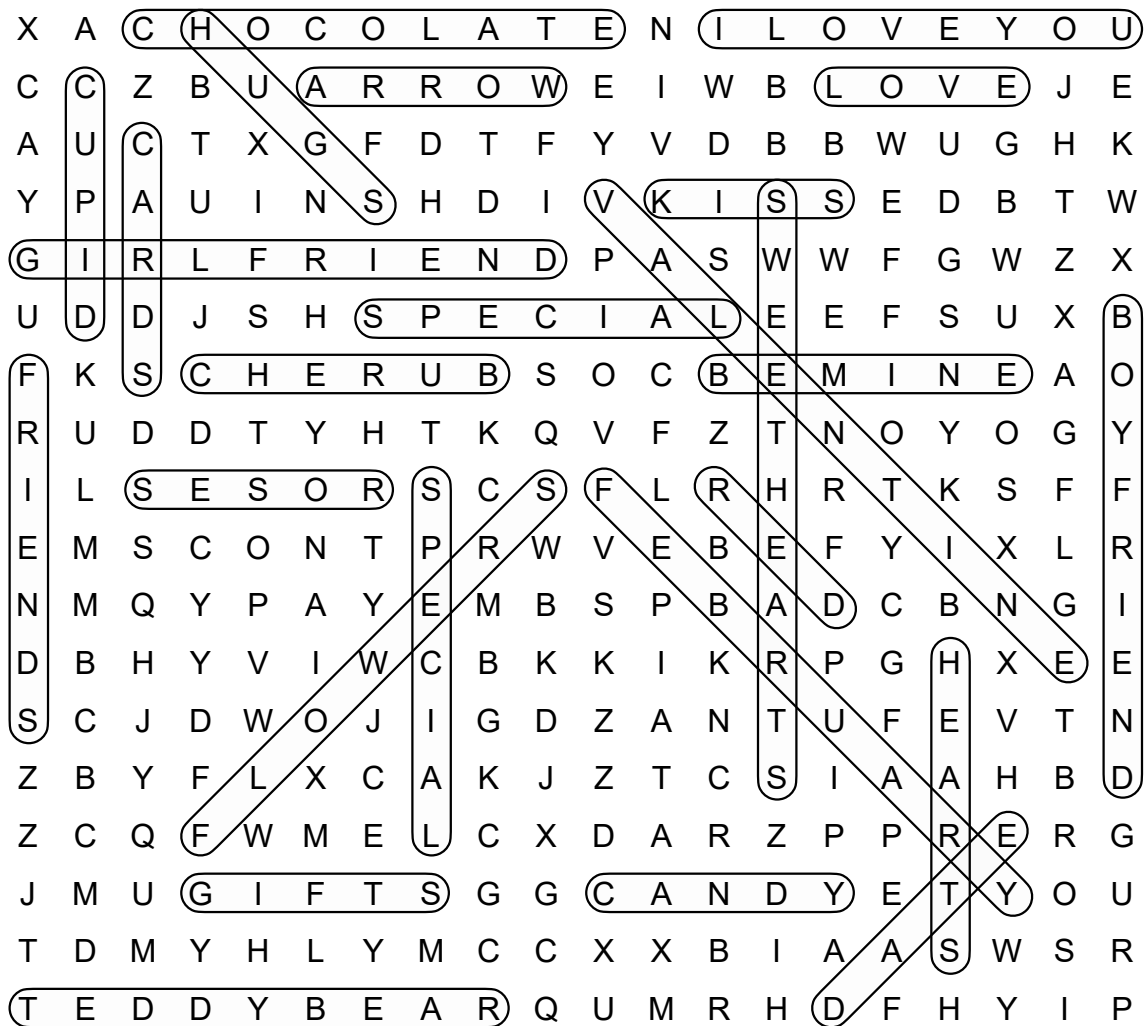 X A C H O C O L A T E N I L O V E Y O U
C C Z B U A R R O W E I W B L O V E J E
A U C T X G F D T F Y V D B B W U G H K
Y P A U I N S H D I V K I S S E D B T W
G I R L F R I E N D P A S W W F G W Z X
U D D J S H S P E C I A L E E F S U X B
F K S C H E R U B S O C B E M I N E A O
R U D D T Y H T K Q V F Z T N O Y O G Y
I L S E S O R S C S F L R H R T K S F F
E M S C O N T P R W V E B E F Y I X L R
N M Q Y P A Y E M B S P B A D C B N G I
D B H Y V I W C B K K I K R P G H X E E
S C J D W O J I G D Z A N T U F E V T N
Z B Y F L X C A K J Z T C S I A A H B D
Z C Q F W M E L C X D A R Z P P R E R G
J M U G I F T S G G C A N D Y E T Y O U
T D M Y H L Y M C C X X B I A A S W S R
T E D D Y B E A R Q U M R H D F H Y I P